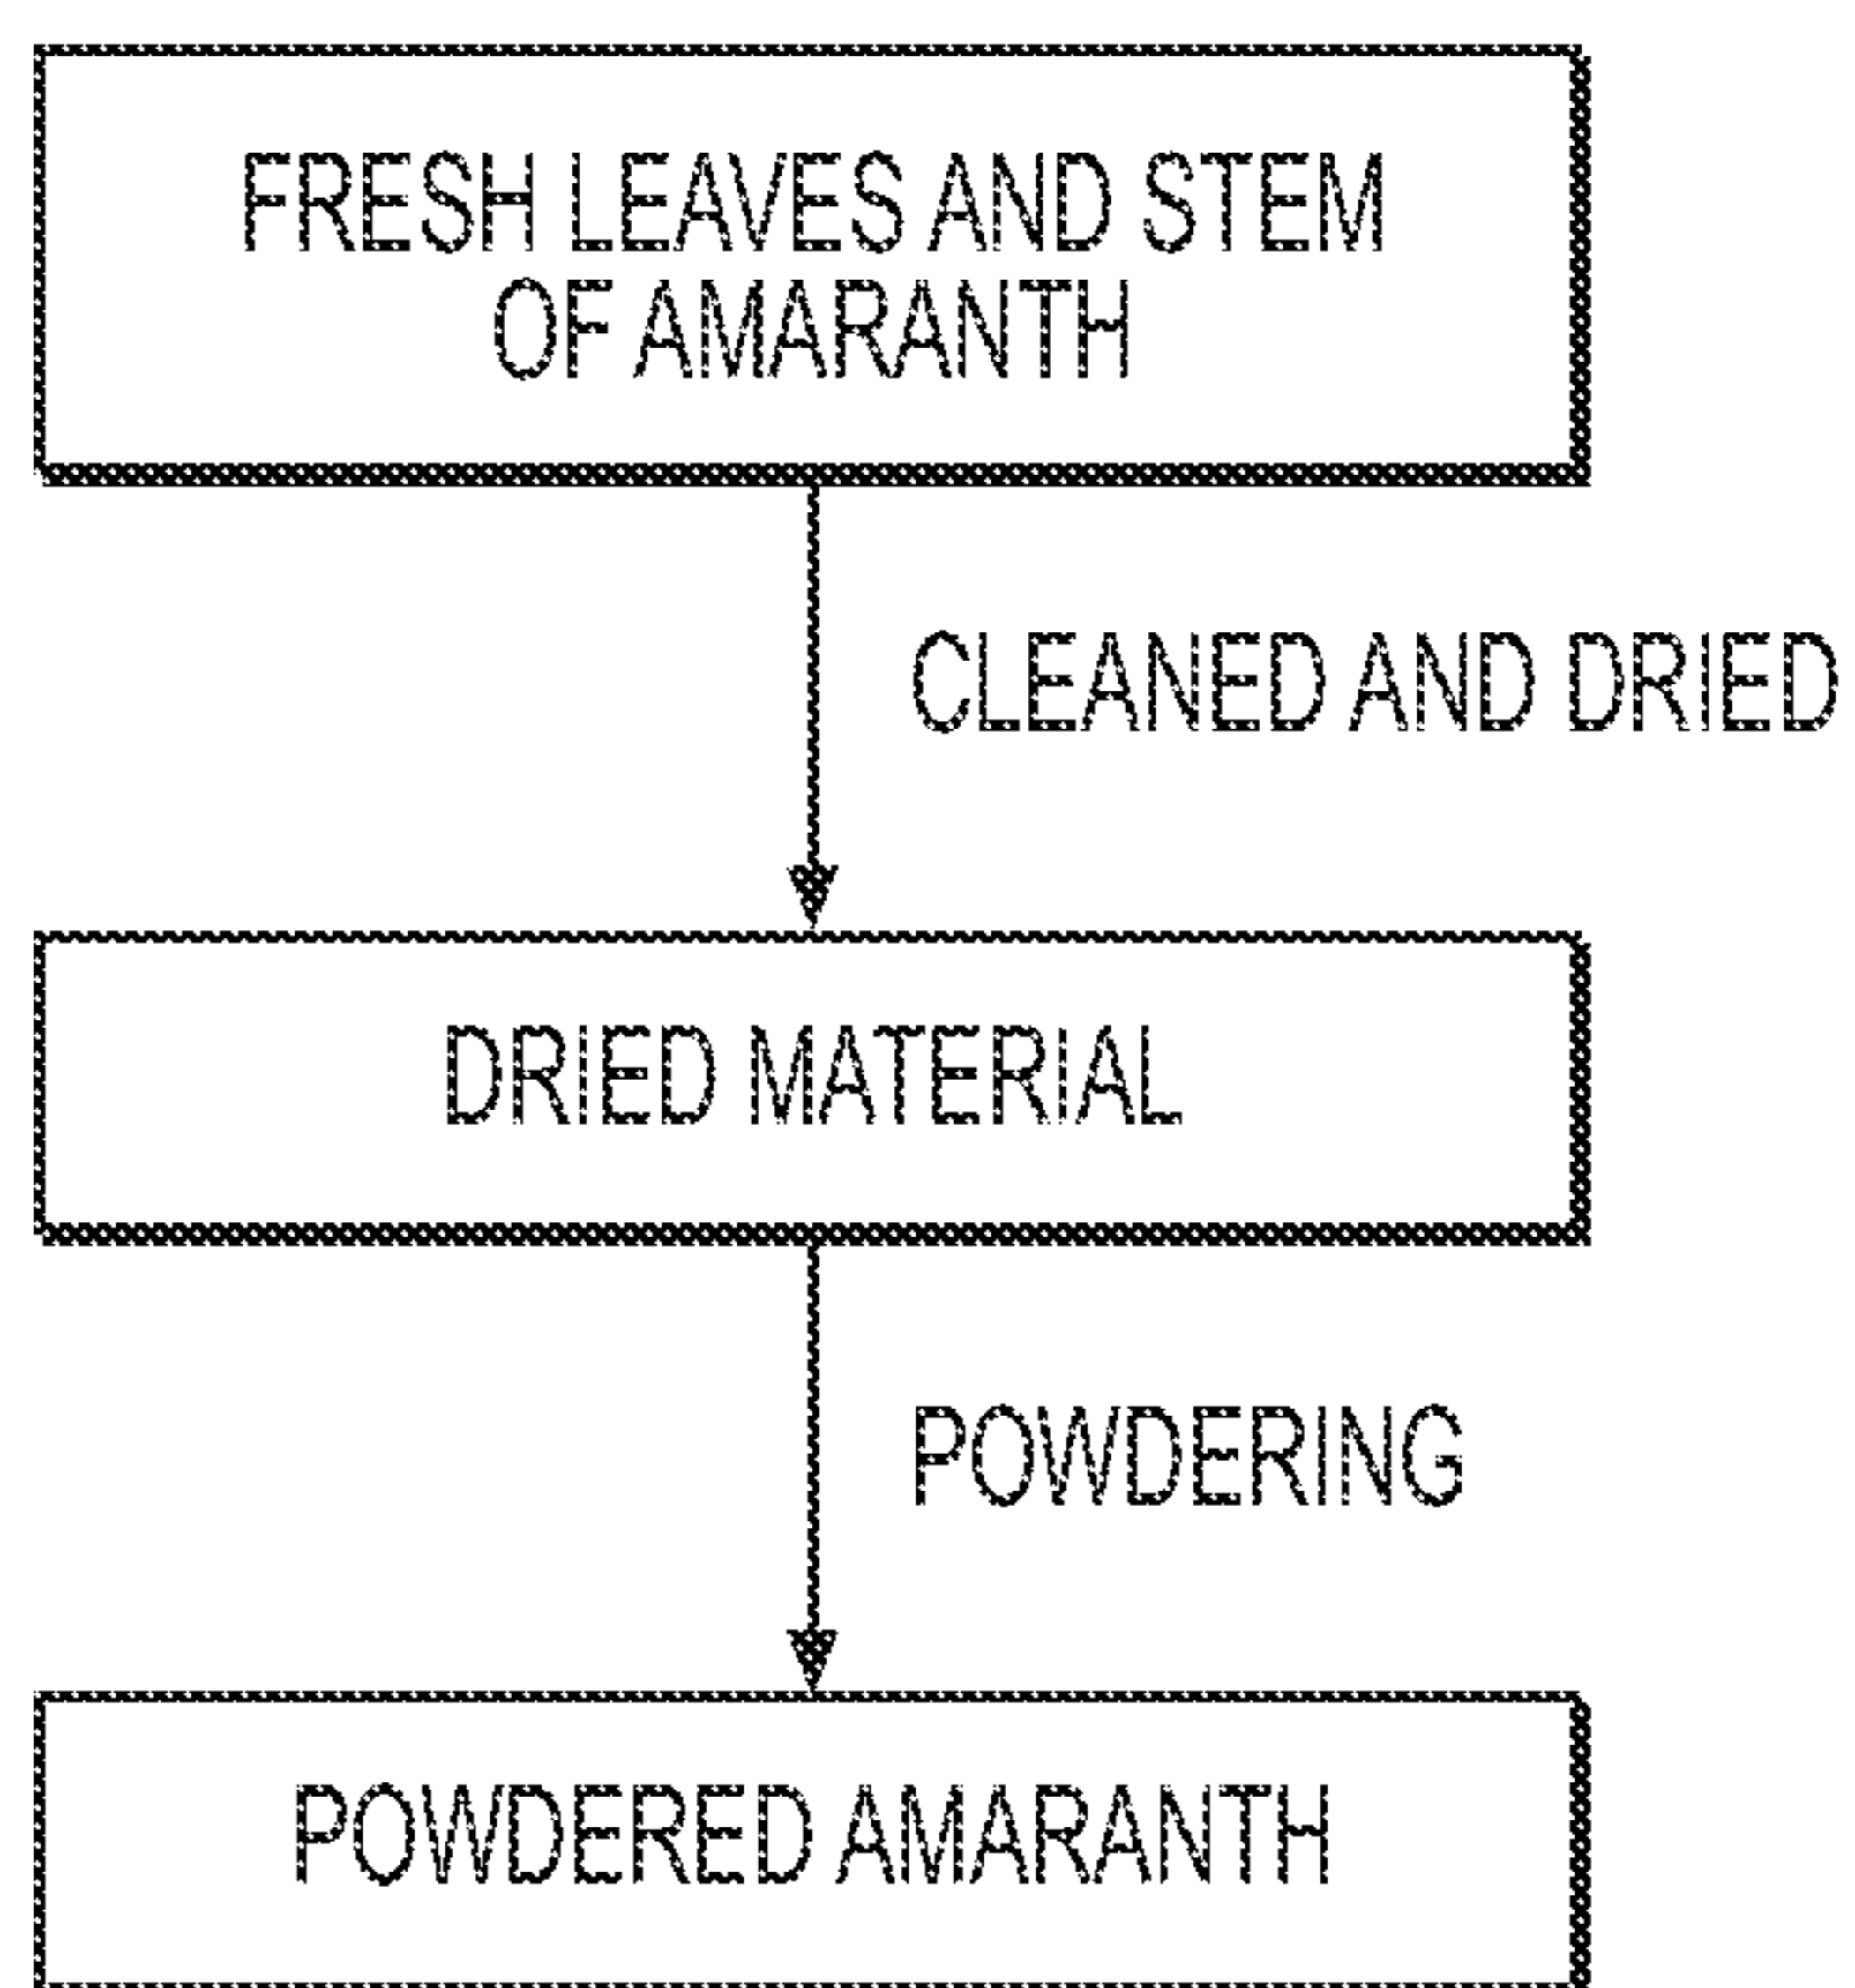 FRESH LEAVES AND STEM
OF AMARANTH
CLEANED AND DRIED
DRIED MATERIAL
POWDERING
POWDERED AMARANTH